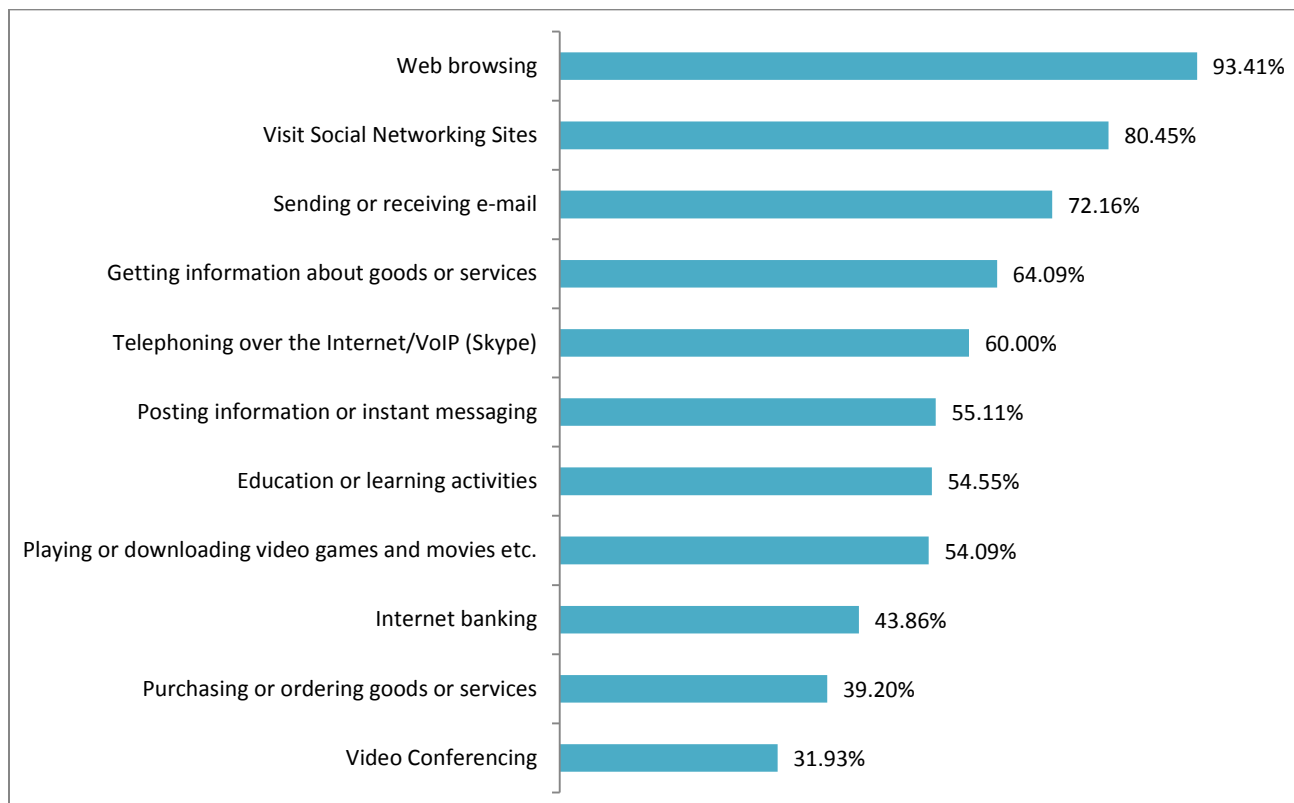 Web browsing 93.41%
Visit Social Networking Sites 80.45%
Sending or receiving e-mail 72.16%
Getting information about goods or services 64.09%
Telephoning over the Internet/VoIP (Skype) 60.00%
Posting information or instant messaging 55.11%
Education or learning activities 54.55%
Playing or downloading video games and movies etc. 54.09%
Internet banking 43.86%
Purchasing or ordering goods or services 39.20%
Video Conferencing 31.93%